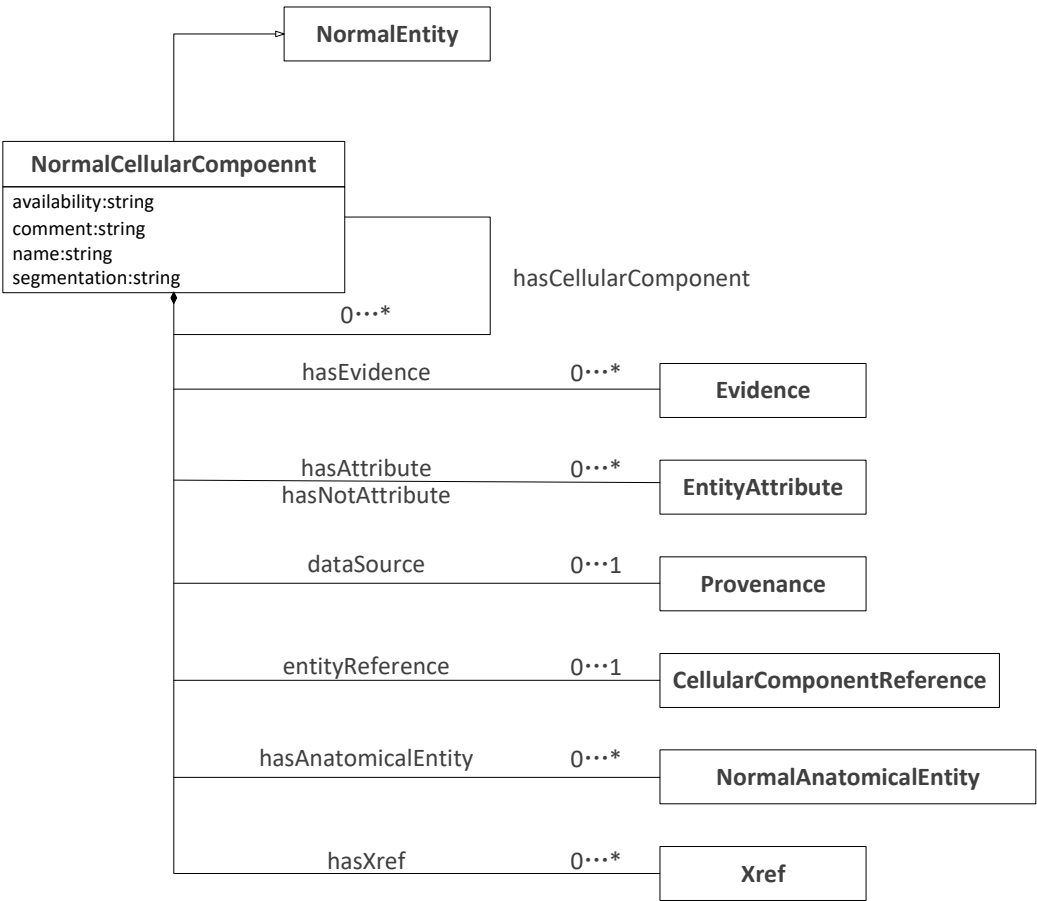 NormalEntity
NormalCellularCompoennt
availability:string
comment:string
name:string
segmentation:string
hasCellularComponent
0···*
hasEvidence 0···*
Evidence
hasAttribute 0···*
hasNotAttribute
EntityAttribute
dataSource 0···1
Provenance
entityReference 0···1
CellularComponentReference
hasAnatomicalEntity 0···*
NormalAnatomicalEntity
hasXref 0···*
Xref